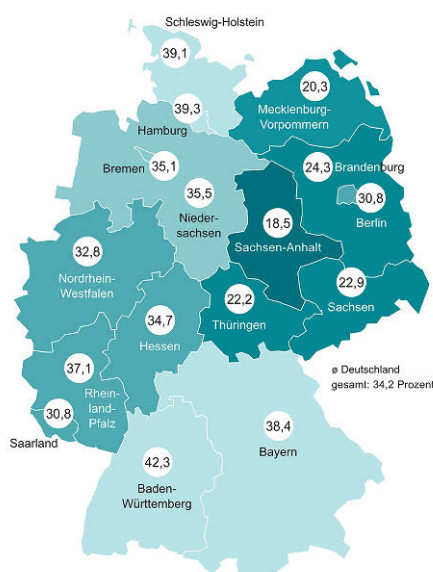 Schleswig-Holstein
39,1
20,3
Mecklenburg-
Vorpommern
39,3
Hamburg
24,3
Brandenburg
Bremen
35,1
35,5
Nieder-
sachsen
30,8
Berlin
18,5
Sachsen-Anhalt
32,8
Nordrhein-
Westfalen
22,9
Sachsen
22,2
Thüringen
34,7
Hessen
37,1
Rhein-
land-
Pfalz
ø Deutschland
gesamt: 34,2 Prozent
30,8
Saarland
38,4
Bayern
42,3
Baden-
Württemberg